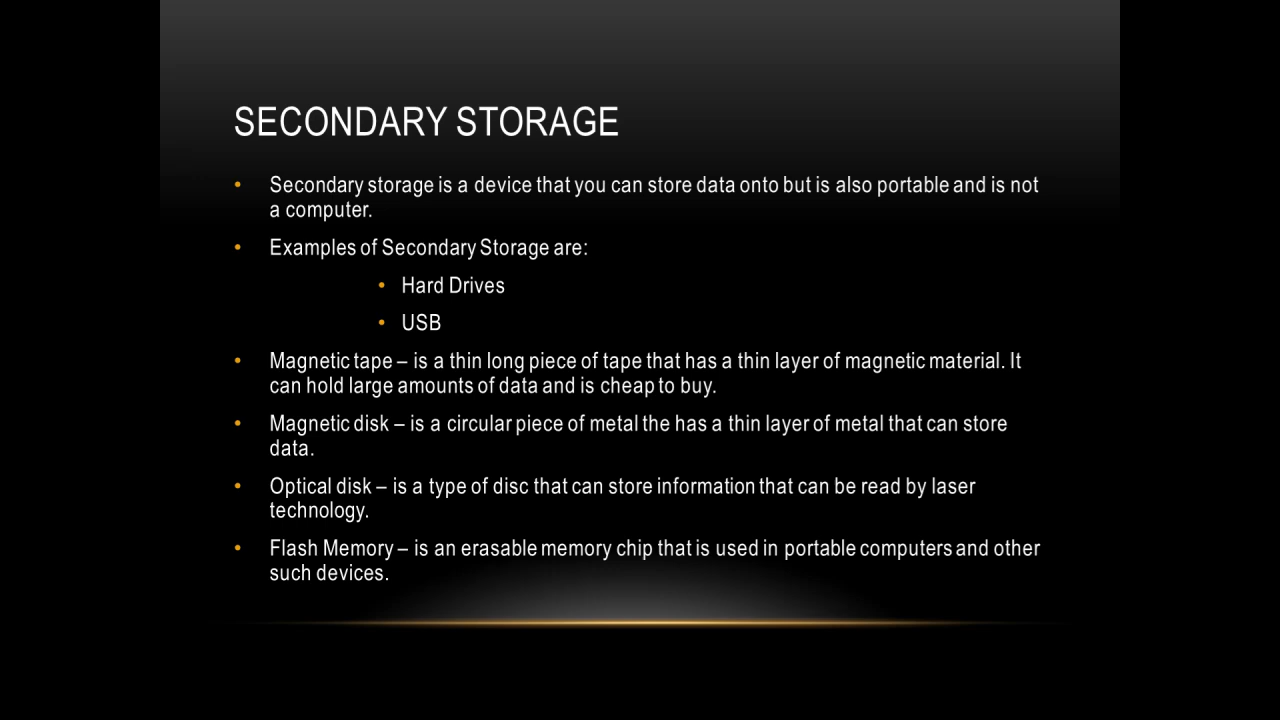 SECONDARY STORAGE
• Secondary storage is a device that you can store data onto but is also portable and is not
a computer.
• Examples of Secondary Storage are:
• Hard Drives
• USB
• Magnetic tape – is a thin long piece of tape that has a thin layer of magnetic material. It
can hold large amounts of data and is cheap to buy.
• Magnetic disk – is a circular piece of metal the has a thin layer of metal that can store
data.
• Optical disk – is a type of disc that can store information that can be read by laser
technology.
• Flash Memory – is an erasable memory chip that is used in portable computers and other
such devices.